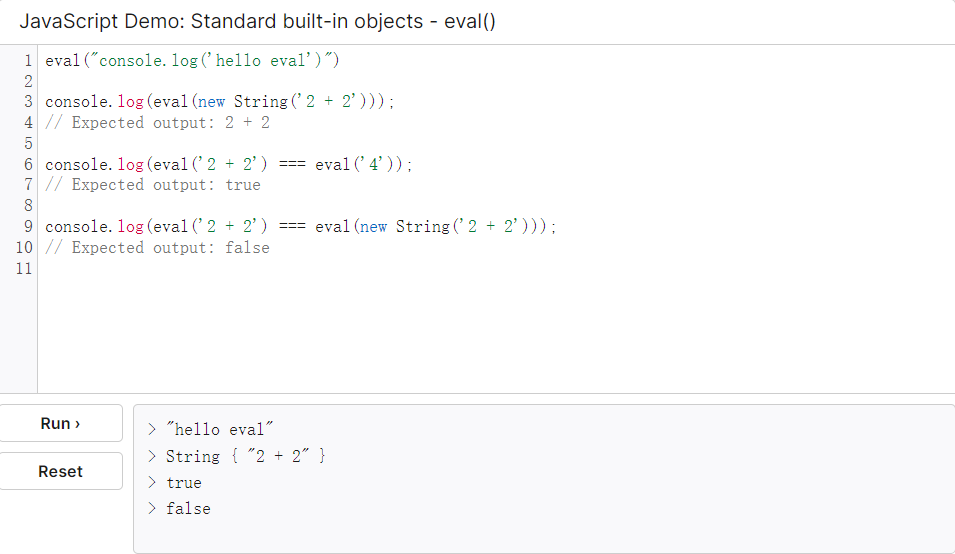 JavaScript Demo: Standard built-in objects - eval()
1 eval("console.log('hello eval')")
2
3 console.log(eval(new String('2 + 2')));
4 // Expected output: 2 + 2
5
6 console.log(eval('2 + 2') === eval('4'));
7 // Expected output: true
8
9 console.log(eval('2 + 2') === eval(new String('2 + 2')));
10 // Expected output: false
11
Run ›
Reset
> "hello eval"
> String { "2 + 2" }
> true
> false